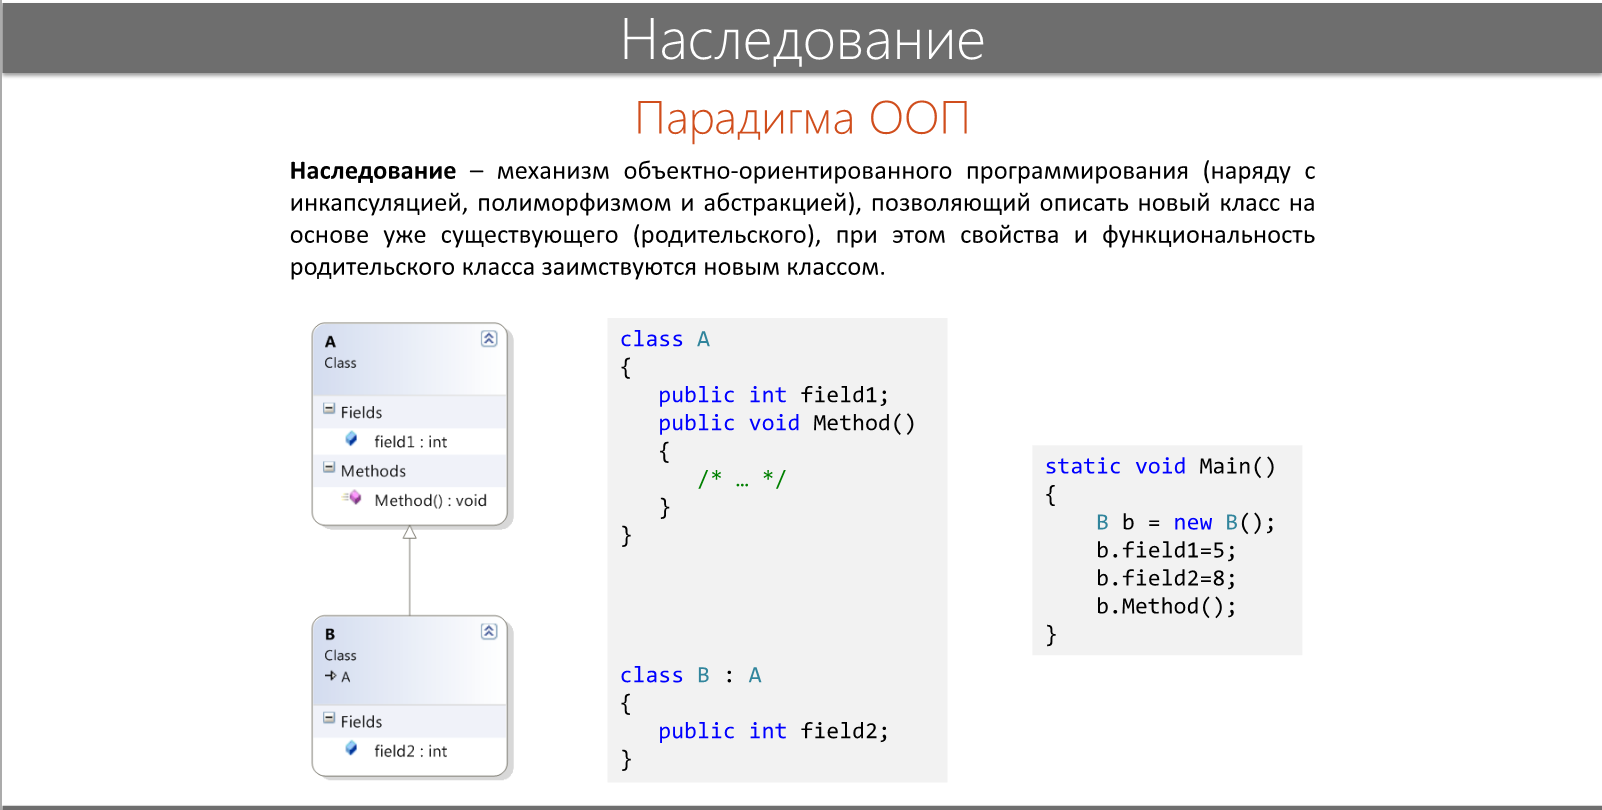 Наследование
Парадигма ООП
Наследование – механизм объектно-ориентированного программирования (наряду с
инкапсуляцией, полиморфизмом и абстракцией), позволяющий описать новый класс на
основе уже существующего (родительского), при этом свойства и функциональность
родительского класса заимствуются новым классом.
A
Class
Fields
field1 : int
Methods
Method() : void
B
Class
A
Fields
field2 : int
class A
{
public int field1;
public void Method()
{
/* … */
}
}
class B : A
{
public int field2;
}
static void Main()
{
B b = new B();
b.field1=5;
b.field2=8;
b.Method();
}